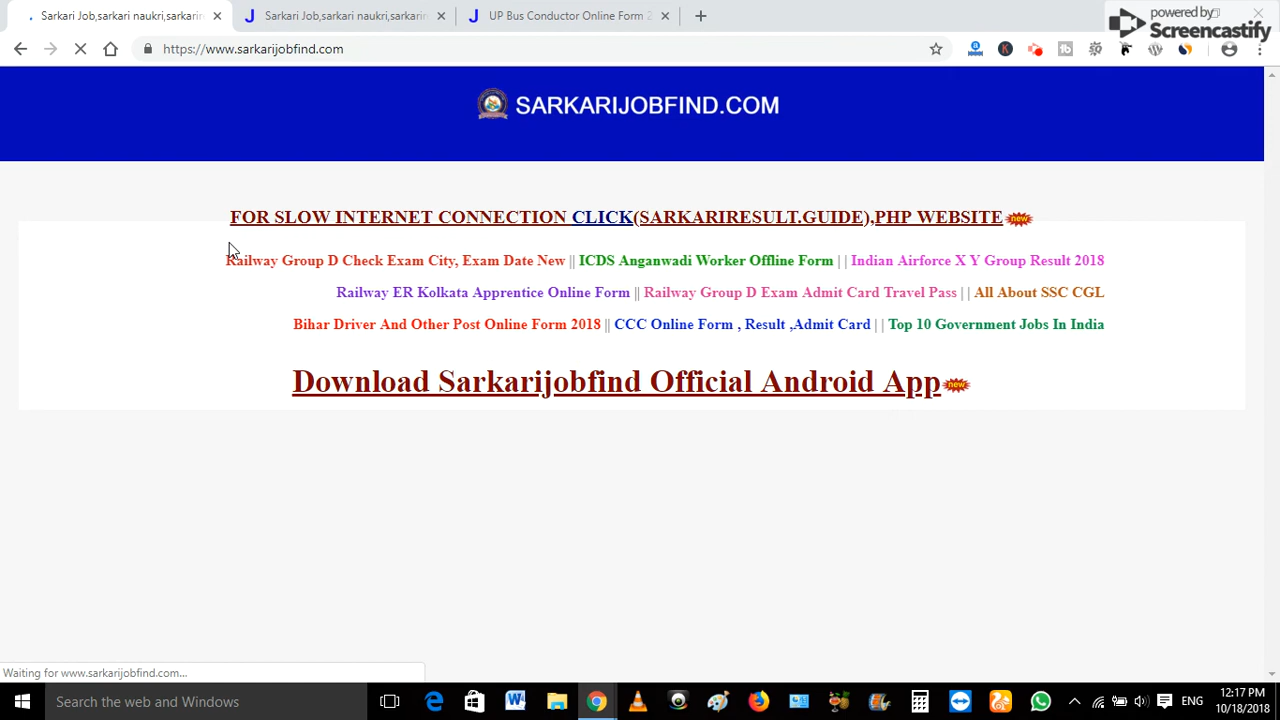 Sarkari Job,sarkari naukri,sarkarir
Sarkari Job,sarkari naukri,sarkarir
UP Bus Conductor Online Form 2
powered by
Screencastify
https://www.sarkarijobfind.com
SARKARIJOBFIND.COM
FOR SLOW INTERNET CONNECTION CLICK(SARKARIRESULT.GUIDE),PHP WEBSITE new
Railway Group D Check Exam City, Exam Date New || ICDS Anganwadi Worker Offline Form | | Indian Airforce X Y Group Result 2018
Railway ER Kolkata Apprentice Online Form || Railway Group D Exam Admit Card Travel Pass | | All About SSC CGL
Bihar Driver And Other Post Online Form 2018 || CCC Online Form , Result ,Admit Card | | Top 10 Government Jobs In India
Download Sarkarijobfind Official Android App new
Waiting for www.sarkarijobfind.com...
Search the web and Windows
ENG
12:17 PM
10/18/2018